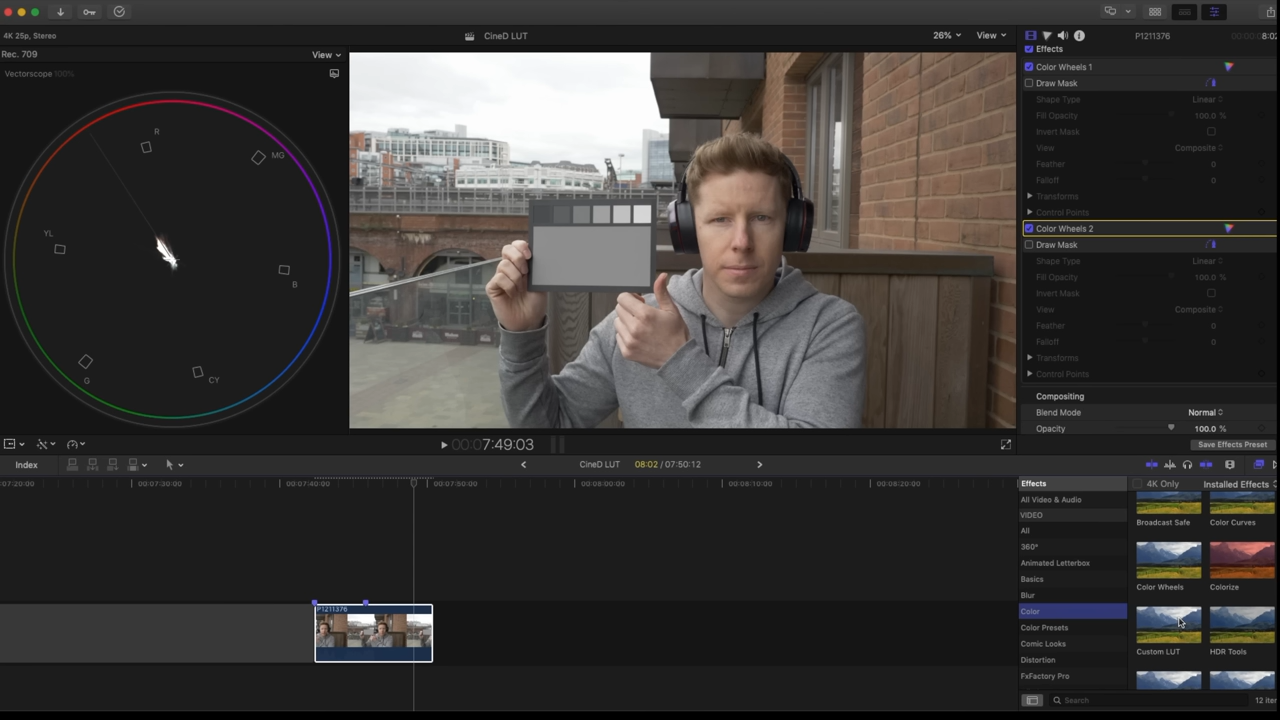 4K 25p, Stereo
CineD LUT
26%
View
P1211376
8:02
Rec. 709
View
Vectorscope 100%
R
MG
YL
B
G
CY
Effects
Color Wheels 1
Draw Mask
Shape Type Linear
Fill Opacity 100.0 %
Invert Mask
View Composite
Feather 0
Falloff 0
Transforms
Control Points
Color Wheels 2
Draw Mask
Shape Type Linear
Fill Opacity 100.0 %
Invert Mask
View Composite
Feather 0
Falloff 0
Transforms
Control Points
Compositing
Blend Mode Normal
Opacity 100.0 %
Save Effects Preset
00:07:49:03
Index
CineD LUT 08:02 / 07:50:12
07:20:00
00:07:30:00
00:07:40:00
00:07:50:00
00:08:00:00
00:08:10:00
00:08:20:00
P1211376
Effects
4K Only
Installed Effects
All Video & Audio
VIDEO
All
360°
Animated Letterbox
Basics
Blur
Color
Color Presets
Comic Looks
Distortion
FxFactory Pro
Broadcast Safe
Color Curves
Color Wheels
Colorize
Custom LUT
HDR Tools
Search
12 ite